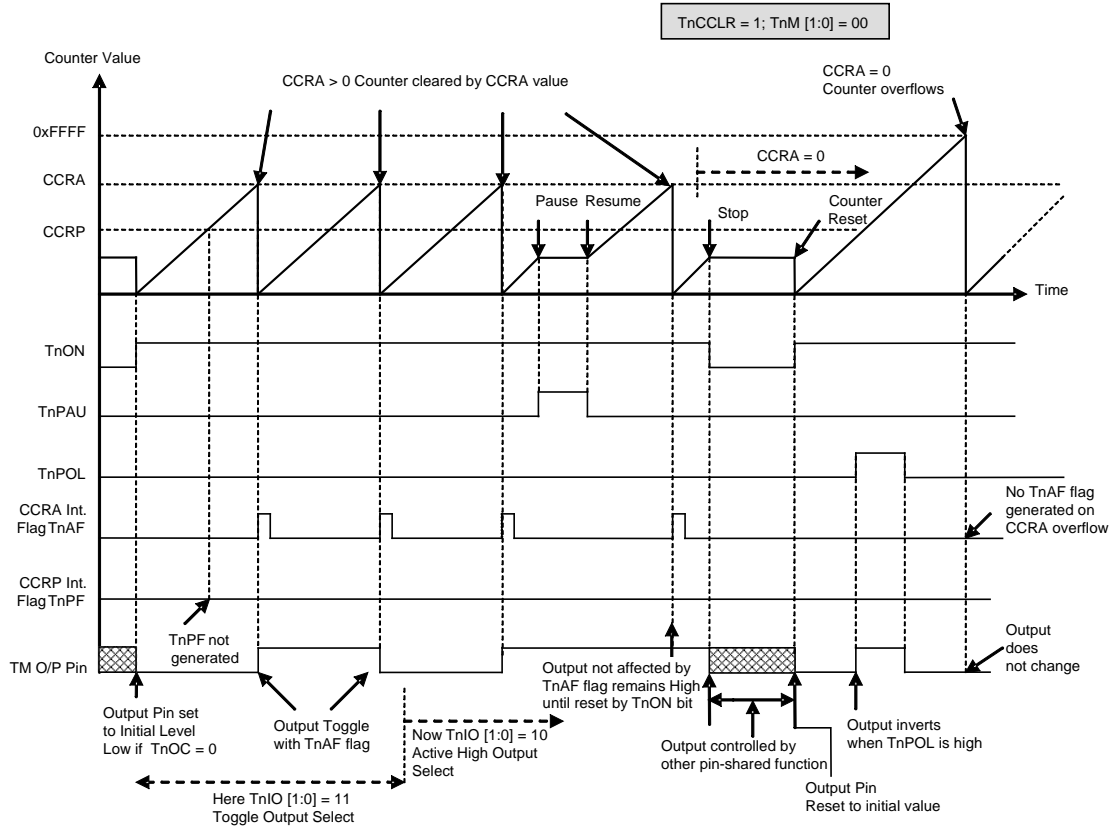 TnCCLR = 1; TnM [1:0] = 00
Counter Value
CCRA > 0 Counter cleared by CCRA value
CCRA = 0
Counter overflows
0xFFFF
CCRA = 0
CCRA
Pause Resume
Stop
Counter
Reset
CCRP
Time
TnON
TnPAU
TnPOL
CCRA Int.
Flag TnAF
No TnAF flag
generated on
CCRA overflow
CCRP Int.
Flag TnPF
TnPF not
generated
TM O/P Pin
Output
does
not change
Output Pin set
to Initial Level
Low if TnOC = 0
Output Toggle
with TnAF flag
Now TnIO [1:0] = 10
Active High Output
Select
Output not affected by
TnAF flag remains High
until reset by TnON bit
Output controlled by
other pin-shared function
Output inverts
when TnPOL is high
Output Pin
Reset to initial value
Here TnIO [1:0] = 11
Toggle Output Select